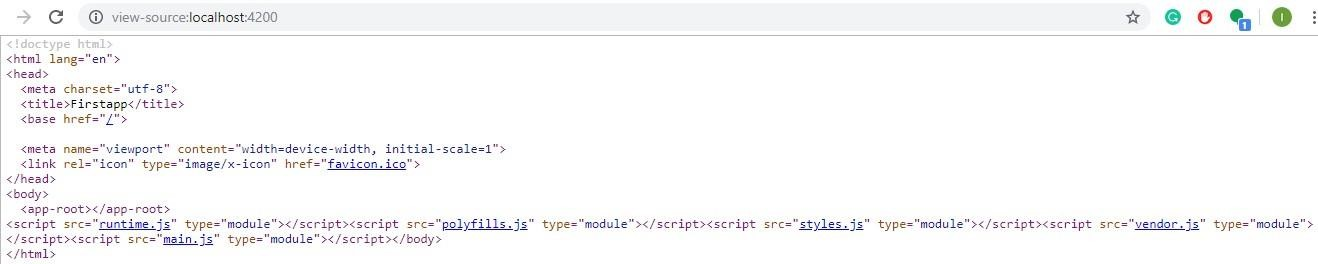 view-source:localhost:4200
1
I
<!doctype html>
<html lang="en">
<head>
  <meta charset="utf-8">
  <title>Firstapp</title>
  <base href="/">

  <meta name="viewport" content="width=device-width, initial-scale=1">
  <link rel="icon" type="image/x-icon" href="favicon.ico">
</head>
<body>
  <app-root></app-root>
<script src="runtime.js" type="module"></script><script src="polyfills.js" type="module"></script><script src="styles.js" type="module"></script><script src="vendor.js" type="module">
</script><script src="main.js" type="module"></script></body>
</html>